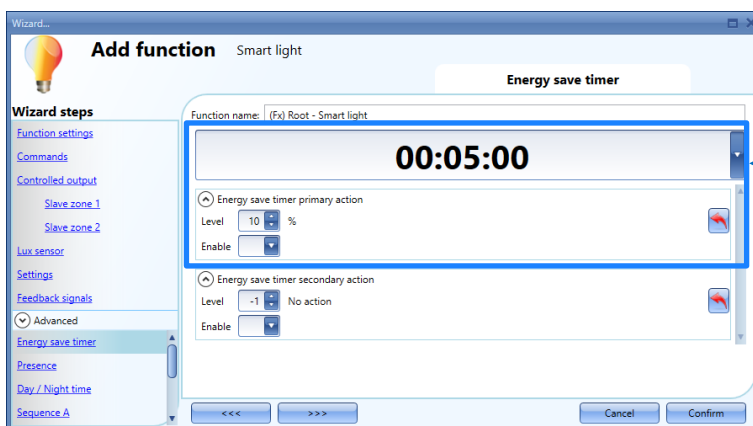 Wizard...
Add function Smart light
Energy save timer
Wizard steps
Function name: (Fx) Root - Smart light
Function settings
Commands
Controlled output
Slave zone 1
Slave zone 2
Lux sensor
Settings
Feedback signals
Advanced
Energy save timer
Presence
Day / Night time
Sequence A
00:05:00
Energy save timer primary action
Level 10 %
Enable
Energy save timer secondary action
Level -1 No action
Enable
<<< >>> Cancel Confirm